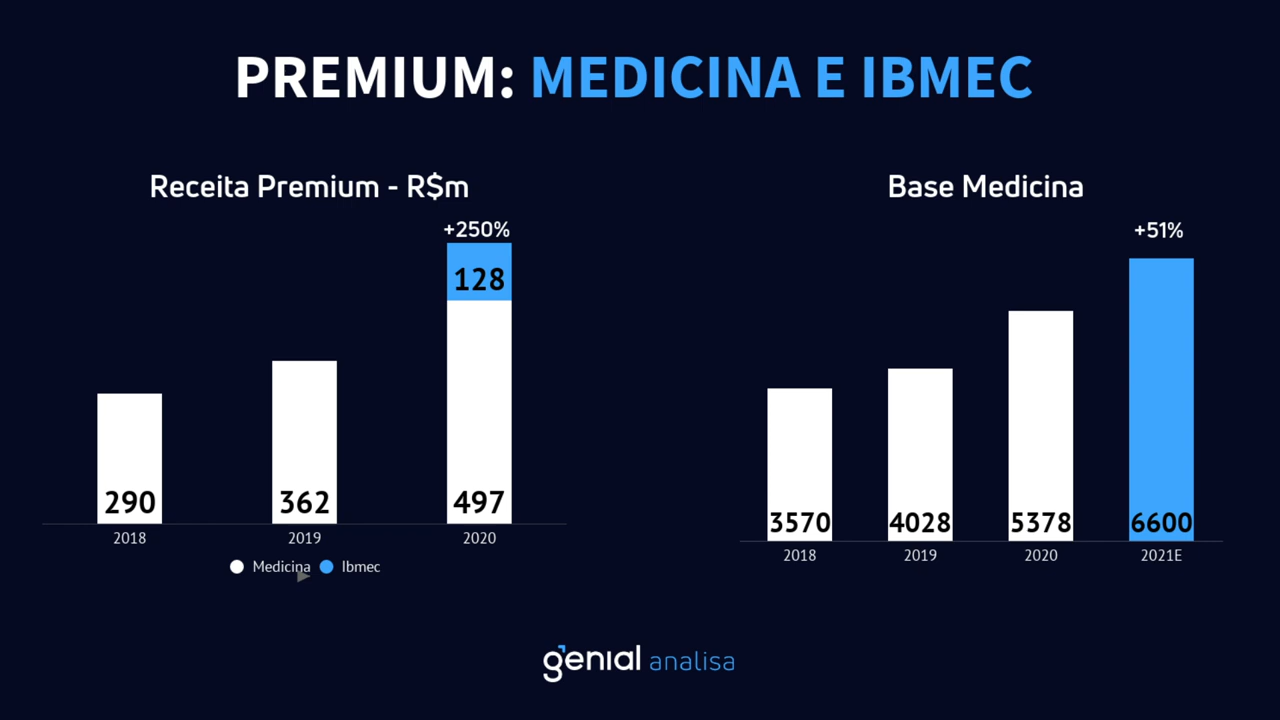 PREMIUM: MEDICINA E IBMEC
Receita Premium - R$m
+250%
128
290
362
497
2018
2019
2020
Medicina
Ibmec
Base Medicina
+51%
3570
4028
5378
6600
2018
2019
2020
2021E
genial analisa